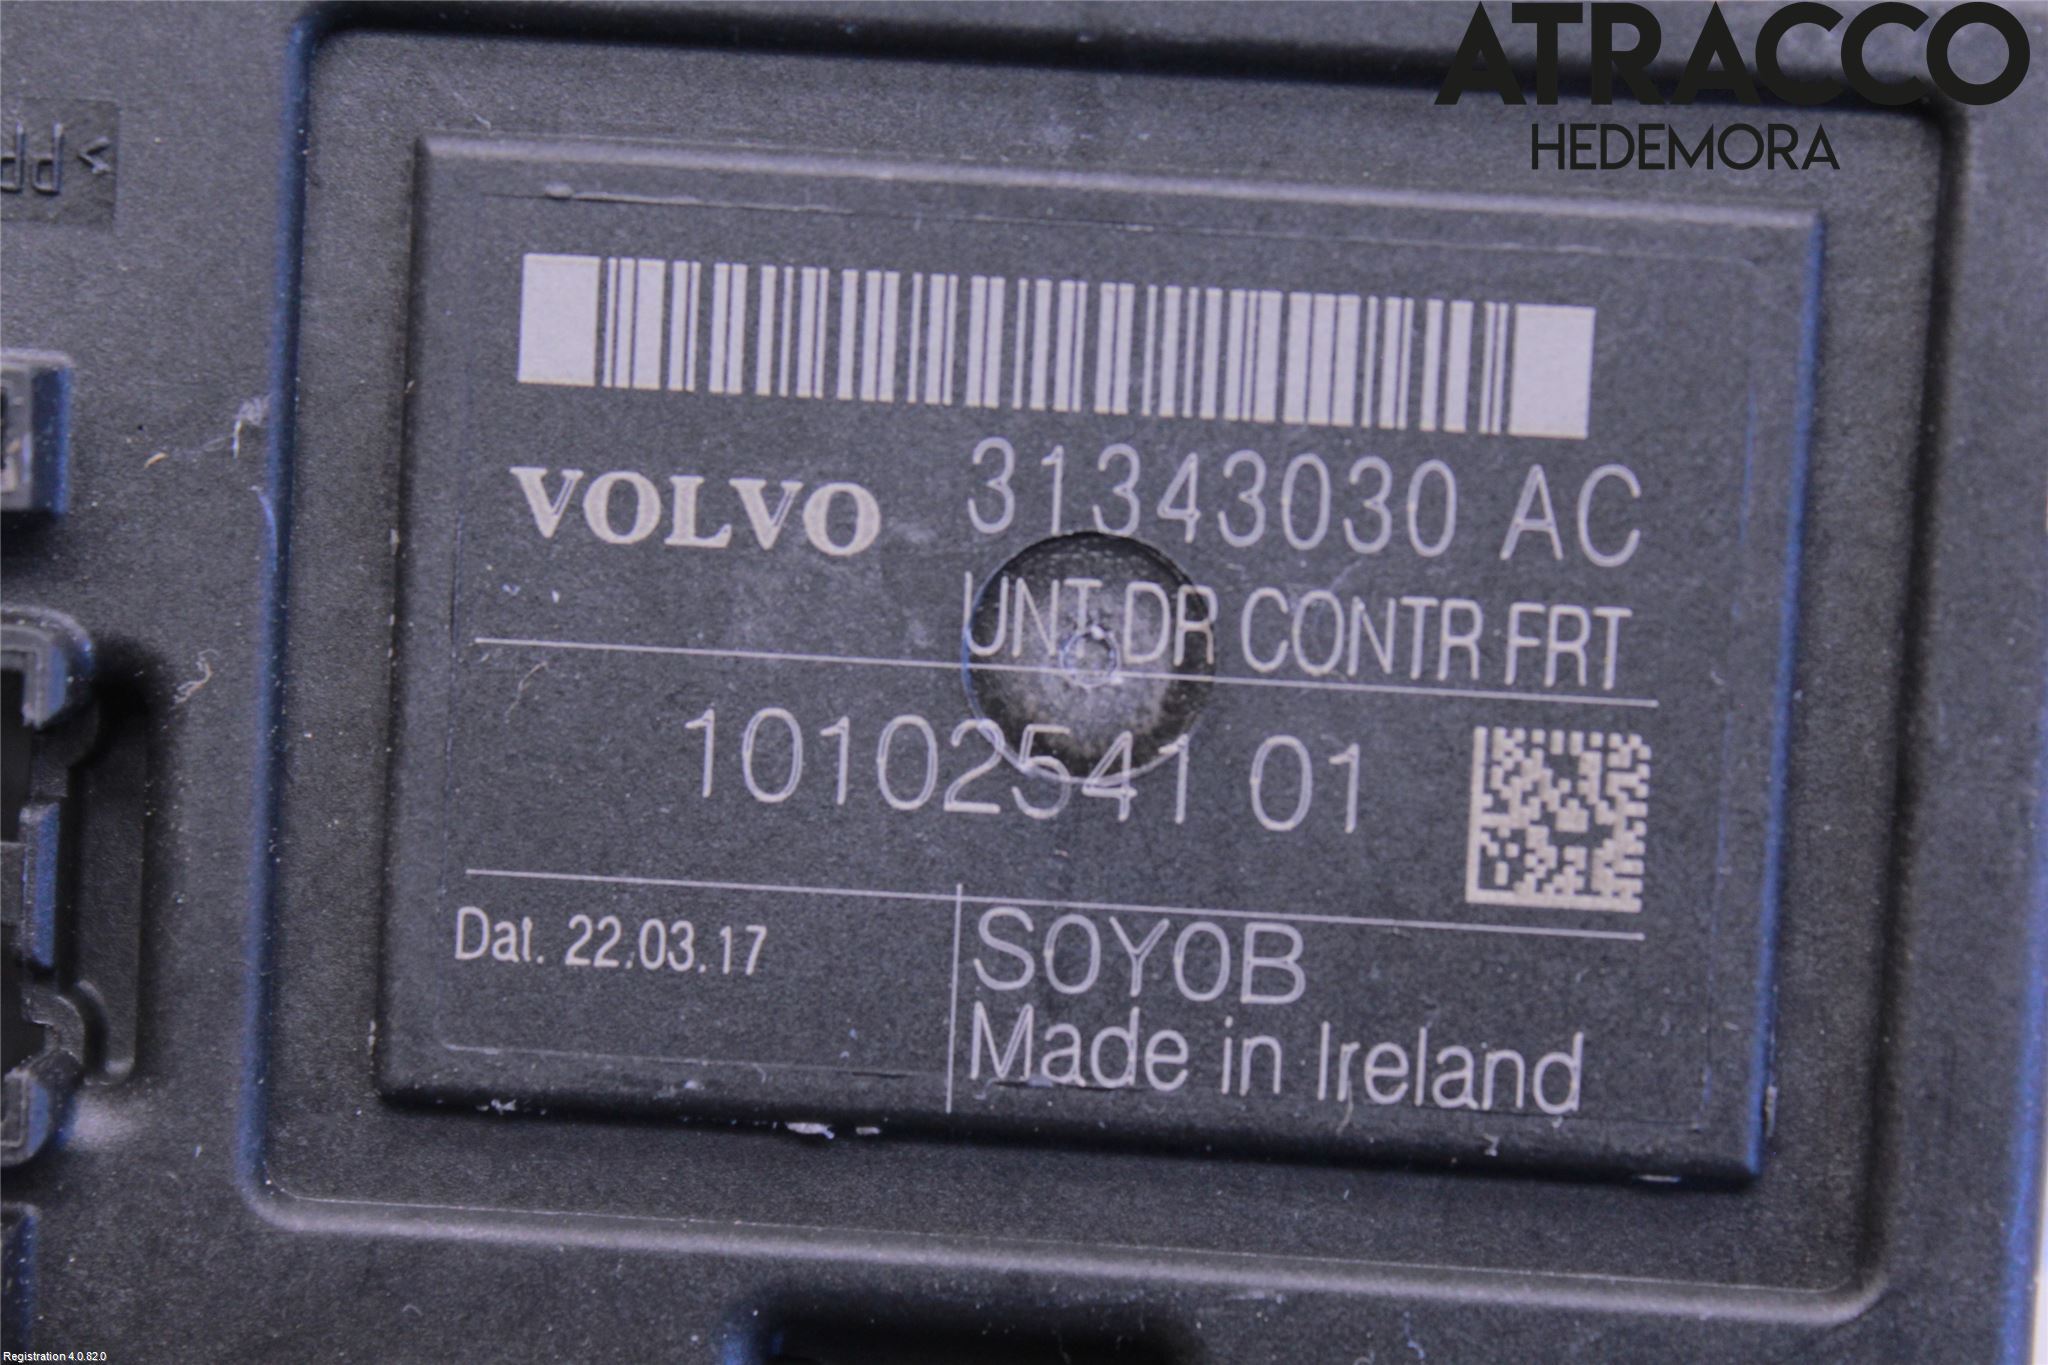 ATRACCO
HEDEMORA
VOLVO 31343030 AC
UNT DR CONTR FRT
10102541 01
Dat. 22.03.17
S0Y0B
Made in Ireland
Registration 4.0.82.0